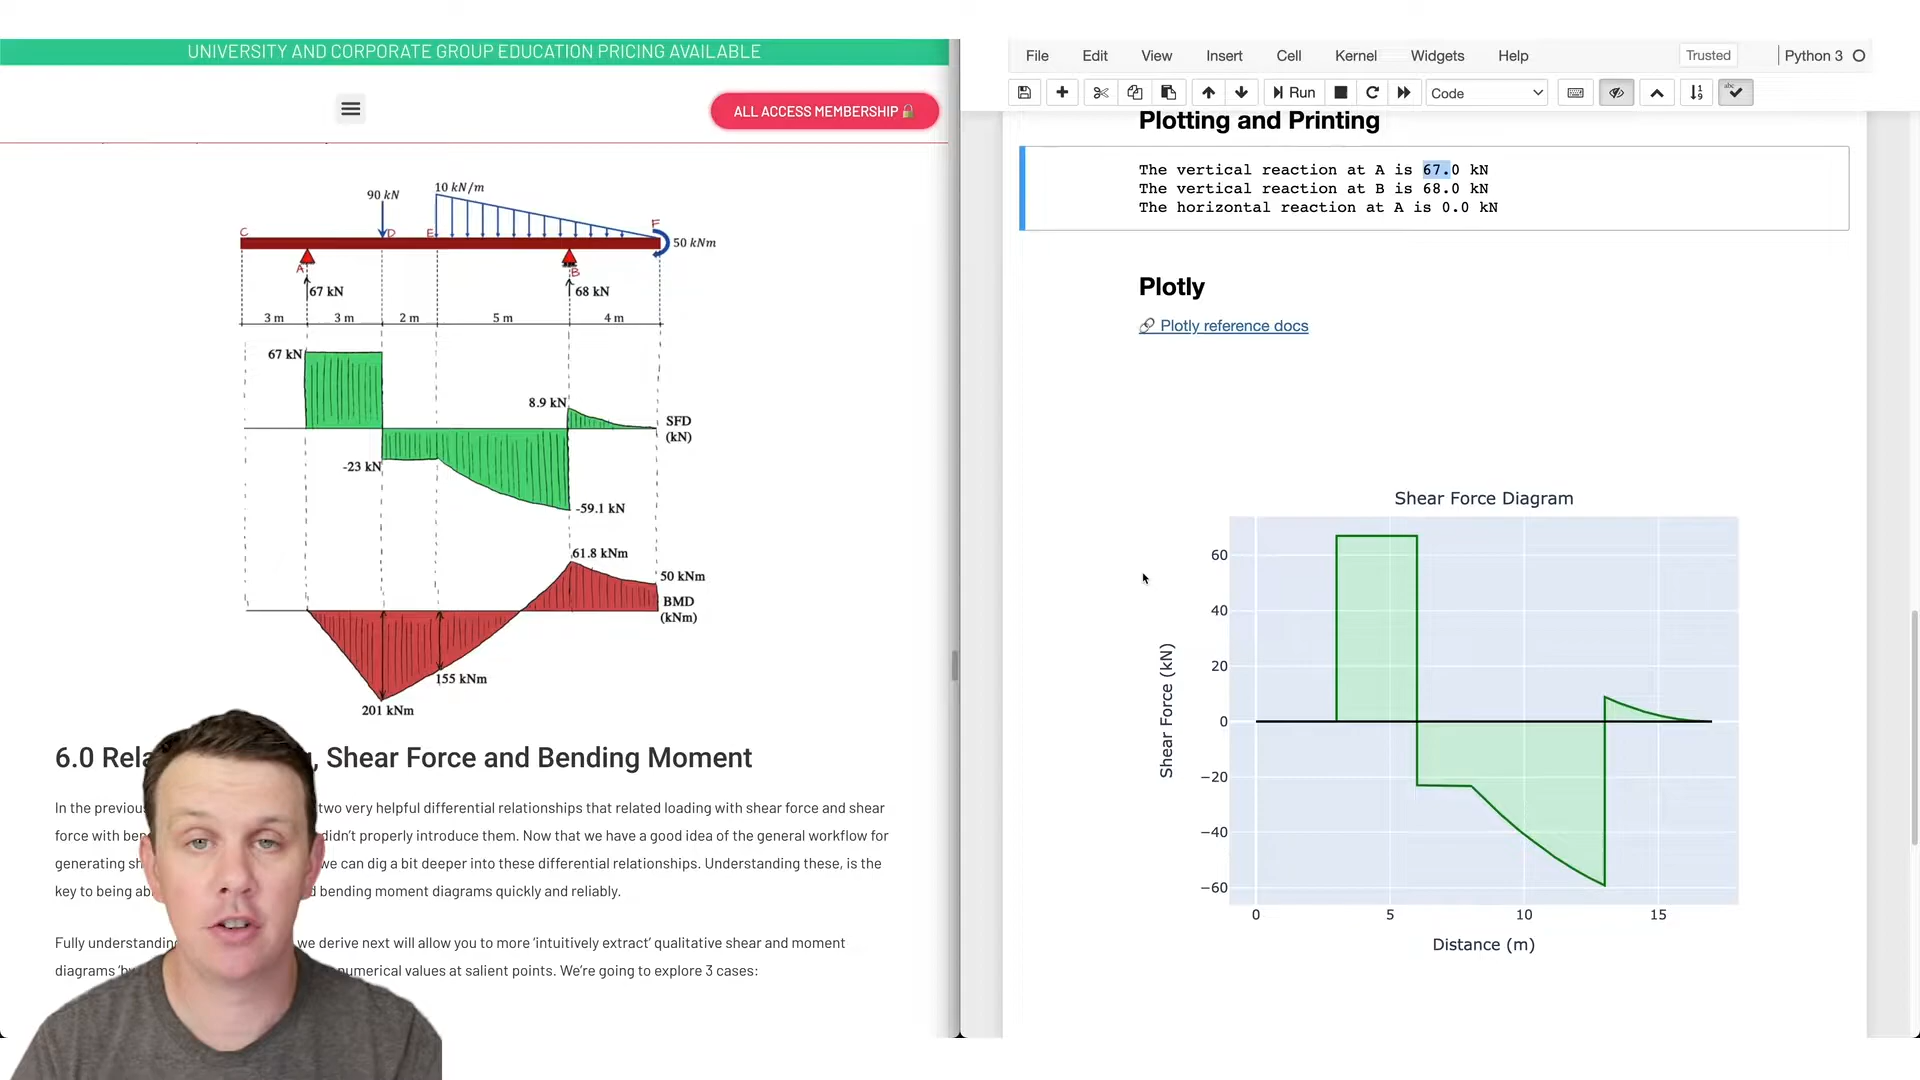 UNIVERSITY AND CORPORATE GROUP EDUCATION PRICING AVAILABLE
ALL ACCESS MEMBERSHIP
90 kN
10 kN/m
C
D
E
F
50 kNm
A
B
67 kN
68 kN
3 m
3 m
2 m
5 m
4 m
67 kN
8.9 kN
SFD
(kN)
-23 kN
-59.1 kN
61.8 kNm
50 kNm
BMD
(kNm)
155 kNm
201 kNm
6.0 Rela , Shear Force and Bending Moment
In the previou two very helpful differential relationships that related loading with shear force and shear
force with ben didn't properly introduce them. Now that we have a good idea of the general workflow for
generating sh we can dig a bit deeper into these differential relationships. Understanding these, is the
key to being ab d bending moment diagrams quickly and reliably.
Fully understanding we derive next will allow you to more 'intuitively extract' qualitative shear and moment
diagrams 'b numerical values at salient points. We're going to explore 3 cases:
File Edit View Insert Cell Kernel Widgets Help Trusted Python 3
Run Code
Plotting and Printing
The vertical reaction at A is 67.0 kN
The vertical reaction at B is 68.0 kN
The horizontal reaction at A is 0.0 kN
Plotly
Plotly reference docs
Shear Force Diagram
60
40
20
0
−20
−40
−60
Shear Force (kN)
0 5 10 15
Distance (m)